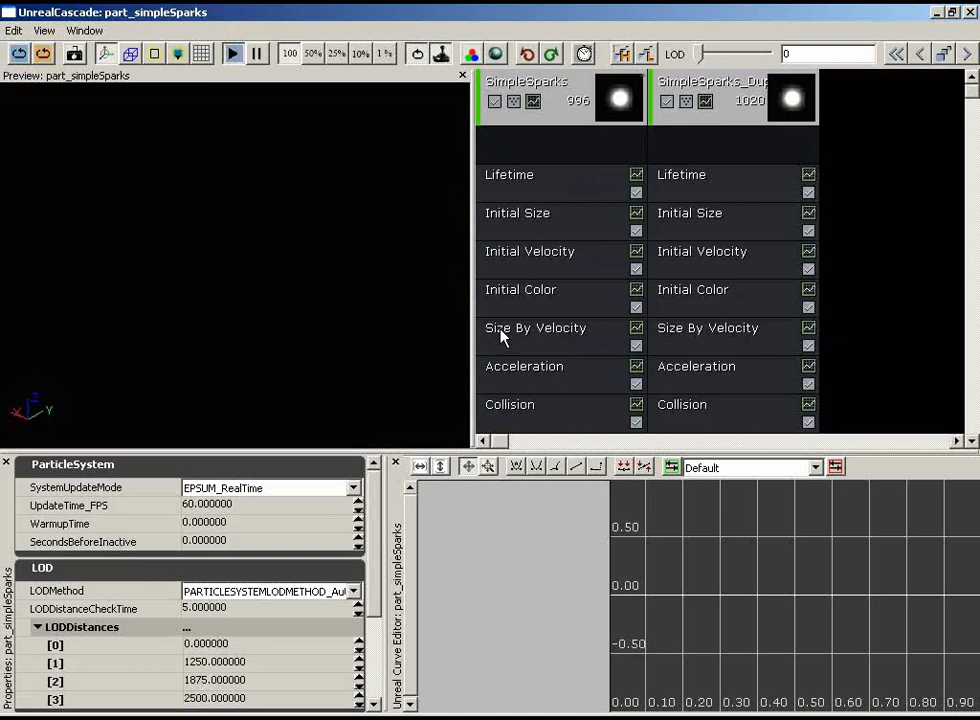 UnrealCascade: part_simpleSparks
Edit View Window
100 50% 25% 10% 1% LOD 0
Preview: part_simpleSparks
SimpleSparks
996
SimpleSparks_Dup
1020
Lifetime Lifetime
Initial Size Initial Size
Initial Velocity Initial Velocity
Initial Color Initial Color
Size By Velocity Size By Velocity
Acceleration Acceleration
Collision Collision
X Y Z
Properties: part_simpleSparks
ParticleSystem
SystemUpdateMode EPSUM_RealTime
UpdateTime_FPS 60.000000
WarmupTime 0.000000
SecondsBeforeInactive 0.000000
LOD
LODMethod PARTICLESYSTEMLODMETHOD_Au
LODDistanceCheckTime 5.000000
LODDistances ...
[0] 0.000000
[1] 1250.000000
[2] 1875.000000
[3] 2500.000000
Unreal Curve Editor: part_simpleSparks
Default
0.50
0.00
-0.50
0.00 0.10 0.20 0.30 0.40 0.50 0.60 0.70 0.80 0.90